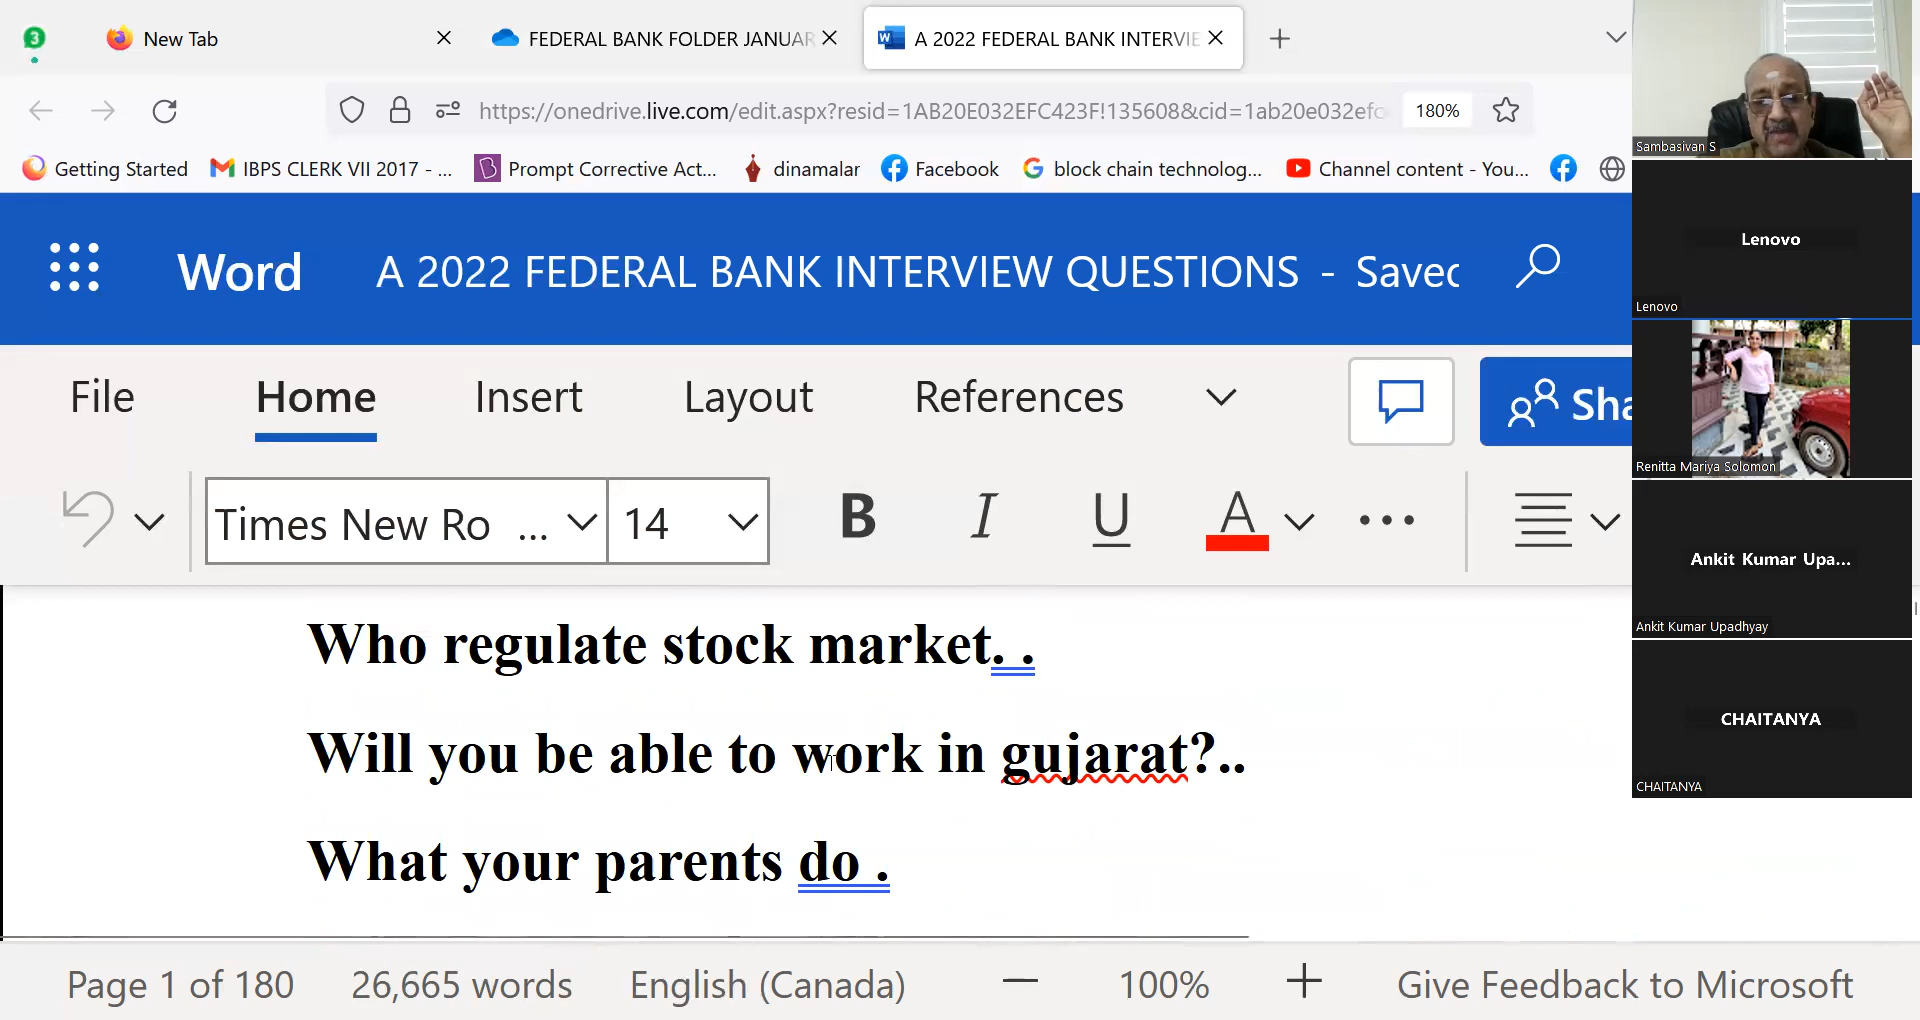 3
New Tab
FEDERAL BANK FOLDER JANUAR
A 2022 FEDERAL BANK INTERVIE
https://onedrive.live.com/edit.aspx?resid=1AB20E032EFC423F!135608&cid=1ab20e032efc
180%
Getting Started
IBPS CLERK VII 2017 - ...
Prompt Corrective Act...
dinamalar
Facebook
block chain technolog...
Channel content - You...
Word
A 2022 FEDERAL BANK INTERVIEW QUESTIONS - Saved
File
Home
Insert
Layout
References
Sha
Times New Ro ...
14
B
I
U
A
Who regulate stock market. .
Will you be able to work in gujarat?..
What your parents do .
Page 1 of 180
26,665 words
English (Canada)
100%
Give Feedback to Microsoft
Sambasivan S
Lenovo
Lenovo
Renitta Mariya Solomon
Ankit Kumar Upa...
Ankit Kumar Upadhyay
CHAITANYA
CHAITANYA